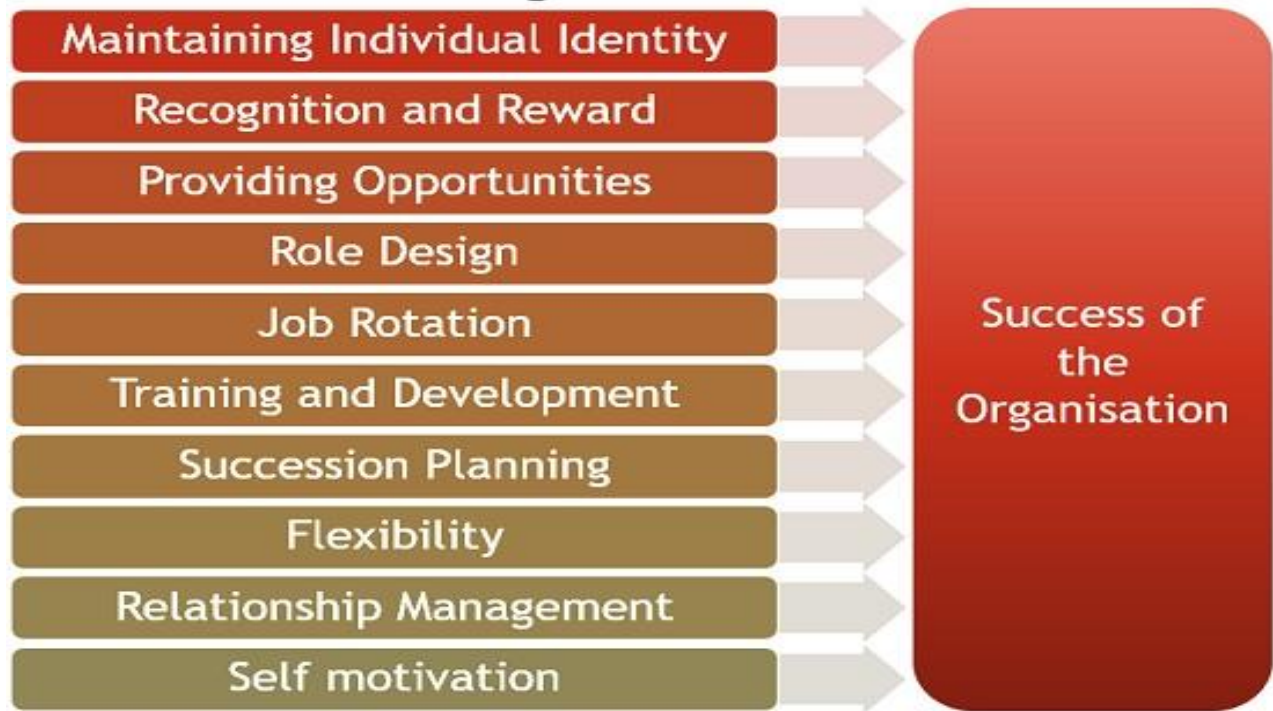 Maintaining Individual Identity
Recognition and Reward
Providing Opportunities
Role Design
Job Rotation
Training and Development
Succession Planning
Flexibility
Relationship Management
Self motivation
Success of
the
Organisation